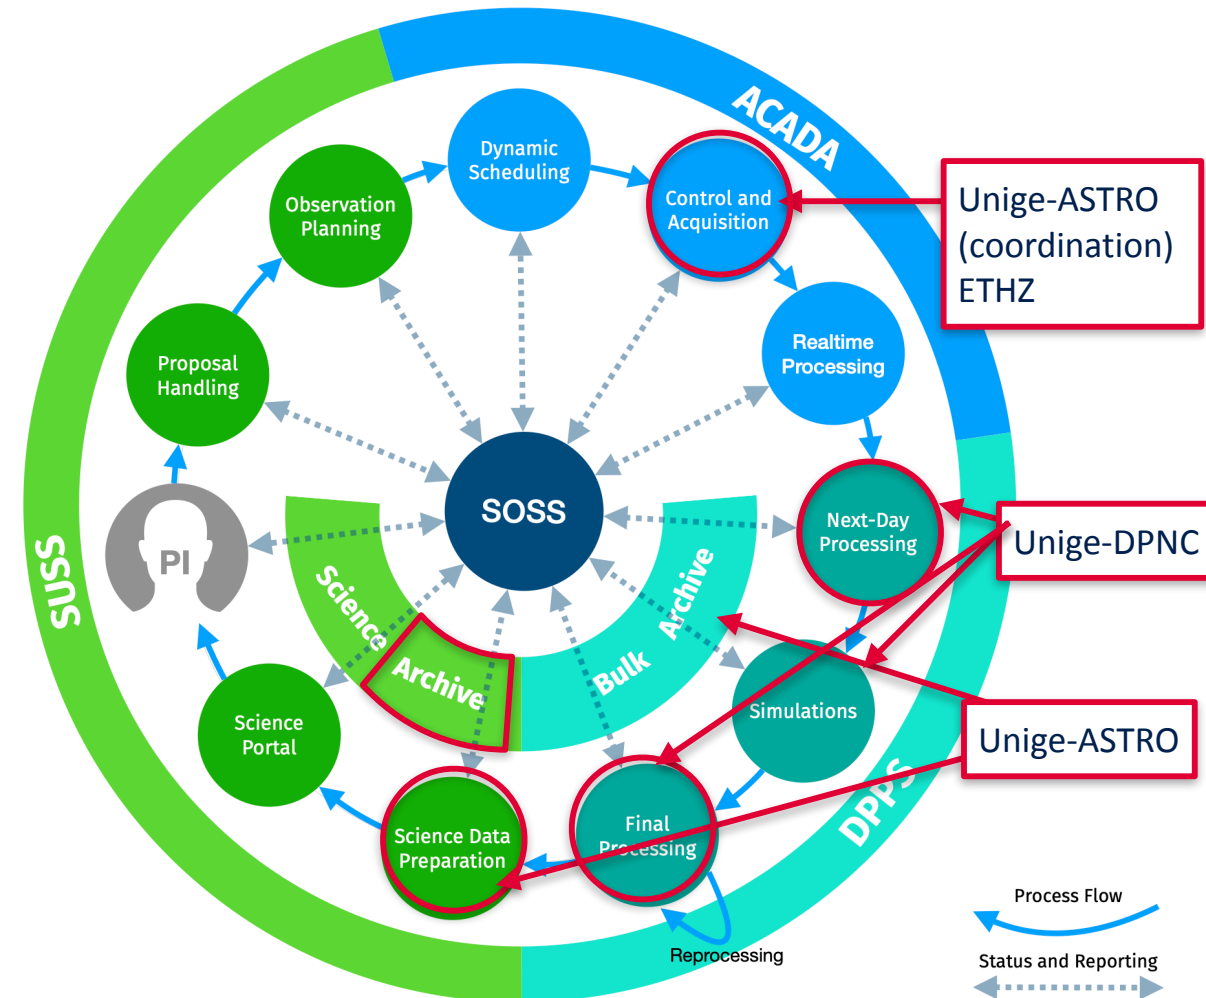 ACADA
Dynamic
Scheduling
Control and
Acquisition
Unige-ASTRO
(coordination)
ETHZ
Observation
Planning
Realtime
Processing
Proposal
Handling
SOSS
Next-Day
Processing
Unige-DPNC
PI
SUSS
Science
Archive
Bulk
Archive
Simulations
Science
Portal
Unige-ASTRO
DPPS
Science Data
Preparation
Final
Processing
Reprocessing
Process Flow
Status and Reporting